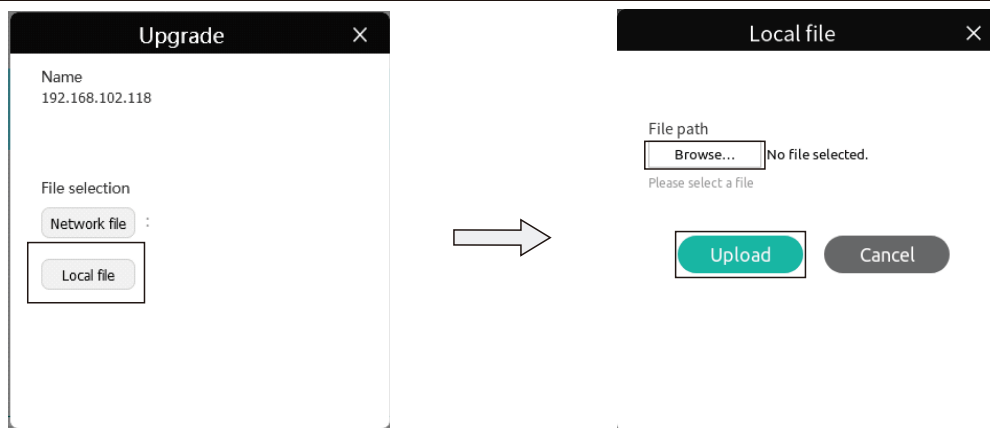 Upgrade
Name
192.168.102.118
File selection
Network file :
Local file
Local file
File path
Browse... No file selected.
Please select a file
Upload Cancel